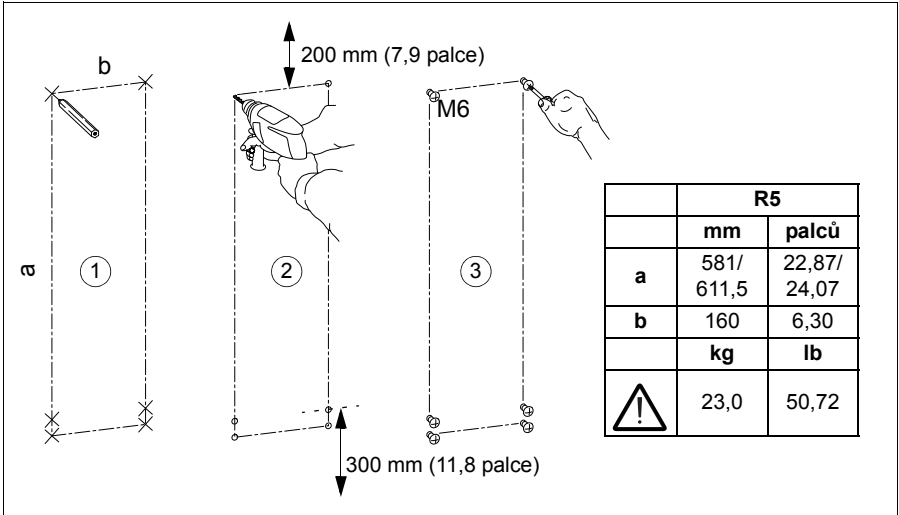 b
a
1
200 mm (7,9 palce)
2
300 mm (11,8 palce)
M6
3
R5
mm palců
a 581/ 22,87/
611,5 24,07
b 160 6,30
kg lb
23,0 50,72